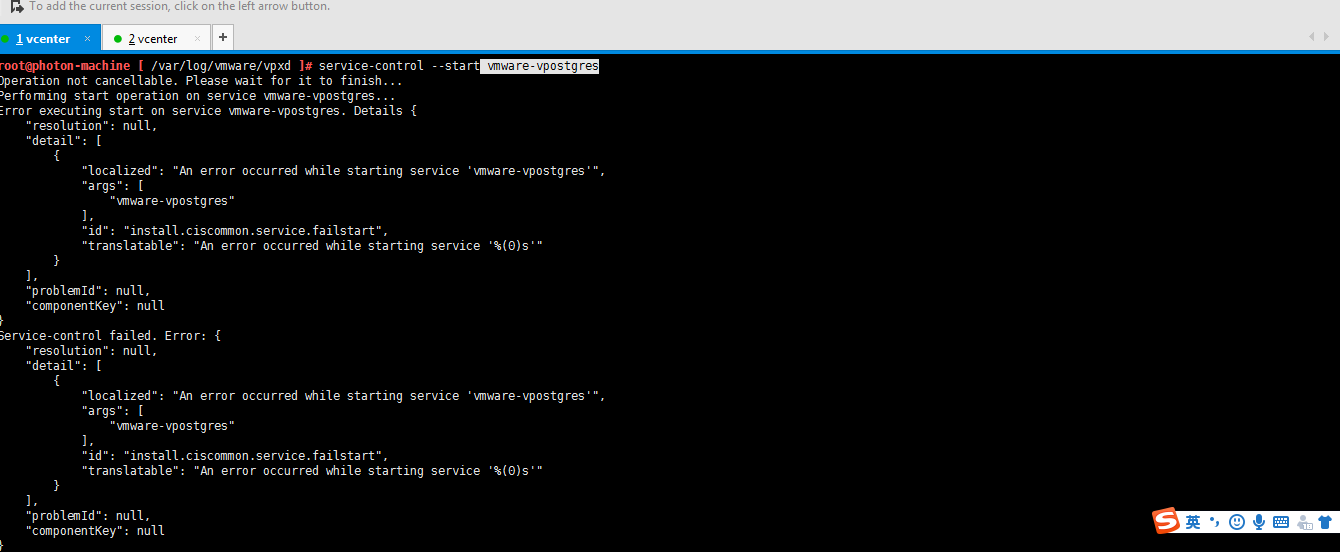 To add the current session, click on the left arrow button.
1 vcenter × 2 vcenter × +
root@photon-machine [ /var/log/vmware/vpxd ]# service-control --start vmware-vpostgres
Operation not cancellable. Please wait for it to finish...
Performing start operation on service vmware-vpostgres...
Error executing start on service vmware-vpostgres. Details {
    "resolution": null,
    "detail": [
        {
            "localized": "An error occurred while starting service 'vmware-vpostgres'",
            "args": [
                "vmware-vpostgres"
            ],
            "id": "install.ciscommon.service.failstart",
            "translatable": "An error occurred while starting service '%(0)s'"
        }
    ],
    "problemId": null,
    "componentKey": null
}
Service-control failed. Error: {
    "resolution": null,
    "detail": [
        {
            "localized": "An error occurred while starting service 'vmware-vpostgres'",
            "args": [
                "vmware-vpostgres"
            ],
            "id": "install.ciscommon.service.failstart",
            "translatable": "An error occurred while starting service '%(0)s'"
        }
    ],
    "problemId": null,
    "componentKey": null
}
S 英